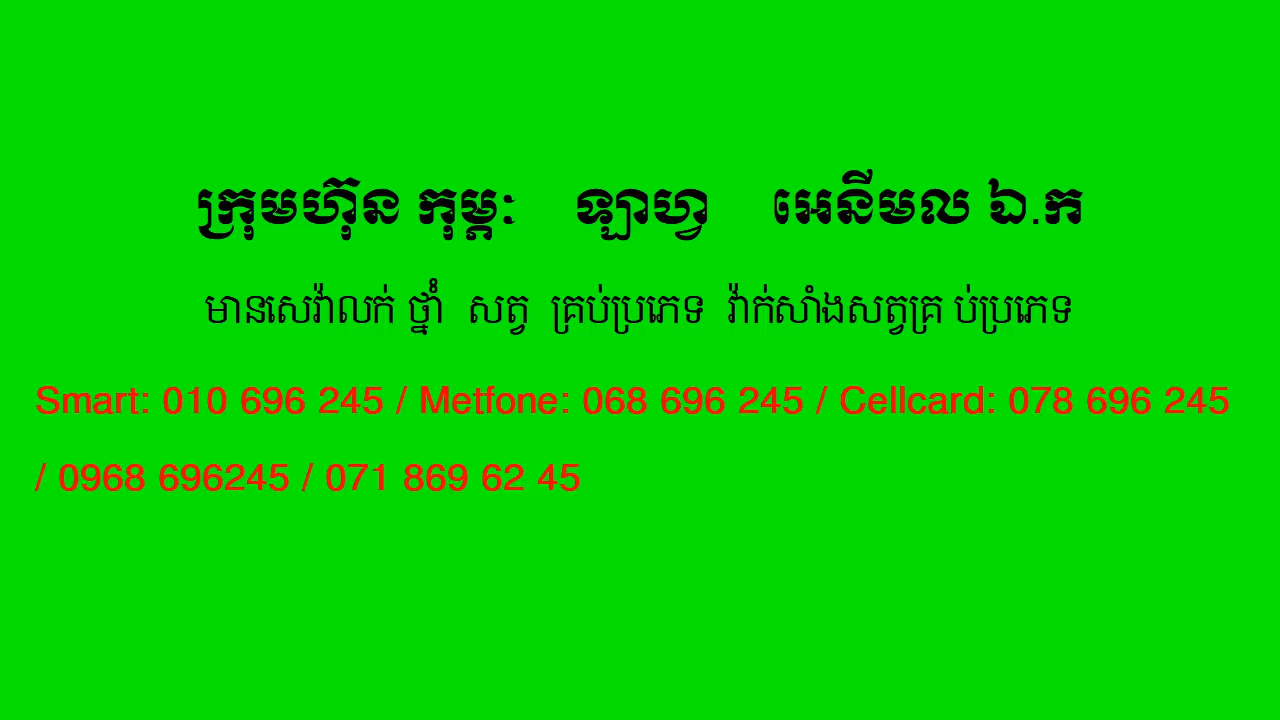 ក្រុមហ៊ុន កុម្ភៈ ឡាហ្វ អេនីមល ឯ.ក
មានសេវ៉ាលក់ ថ្នាំ សត្វ គ្រប់ប្រភេទ វ៉ាក់សាំងសត្វគ្រ ប់ប្រភេទ
Smart: 010 696 245 / Metfone: 068 696 245 / Cellcard: 078 696 245
/ 0968 696245 / 071 869 62 45